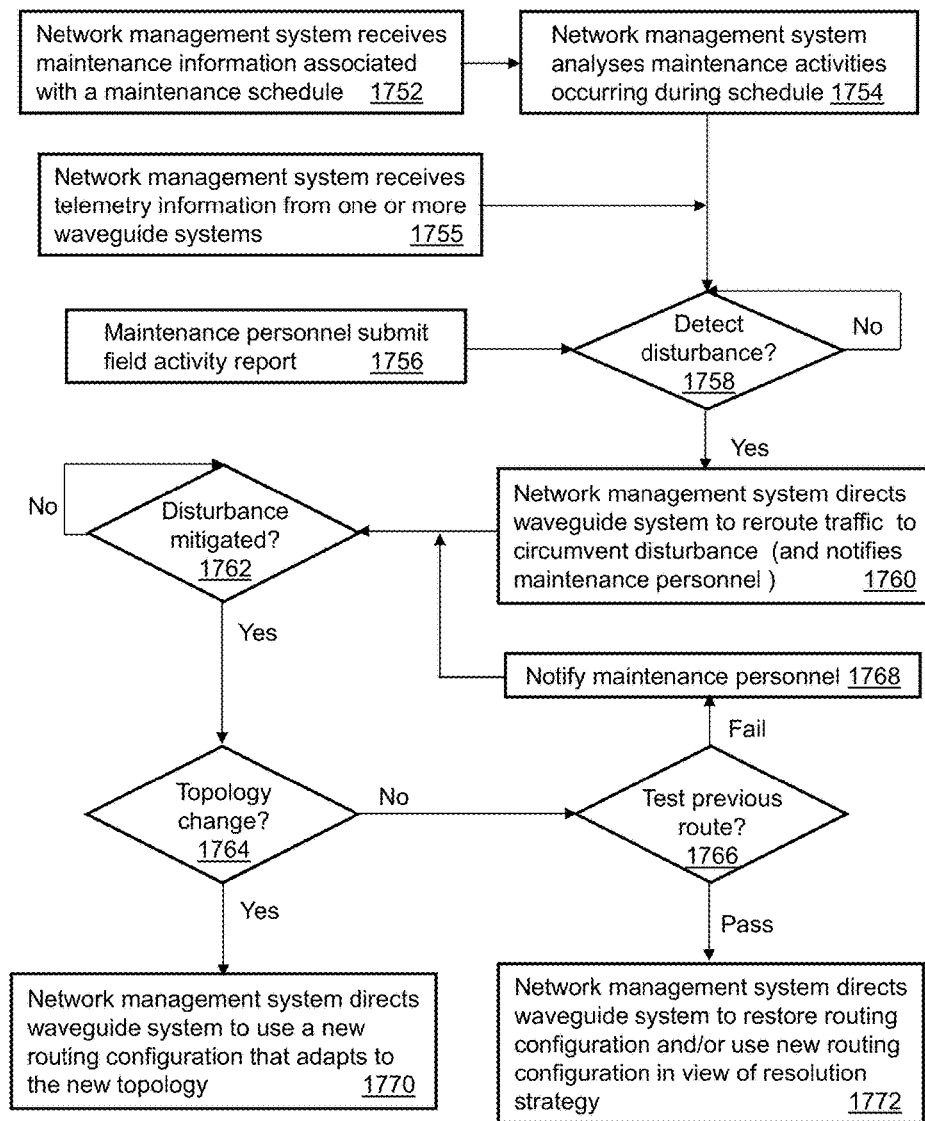 Network management system receives
maintenance information associated
with a maintenance schedule 1752
Network management system
analyses maintenance activities
occurring during schedule 1754
Network management system receives
telemetry information from one or more
waveguide systems 1755
Maintenance personnel submit
field activity report 1756
Detect
disturbance?
1758
No
Yes
Network management system directs
waveguide system to reroute traffic to
circumvent disturbance (and notifies
maintenance personnel ) 1760
No
Disturbance
mitigated?
1762
Yes
Notify maintenance personnel 1768
Fail
Topology
change?
1764
No
Test previous
route?
1766
Yes
Pass
Network management system directs
waveguide system to use a new
routing configuration that adapts to
the new topology 1770
Network management system directs
waveguide system to restore routing
configuration and/or use new routing
configuration in view of resolution
strategy 1772